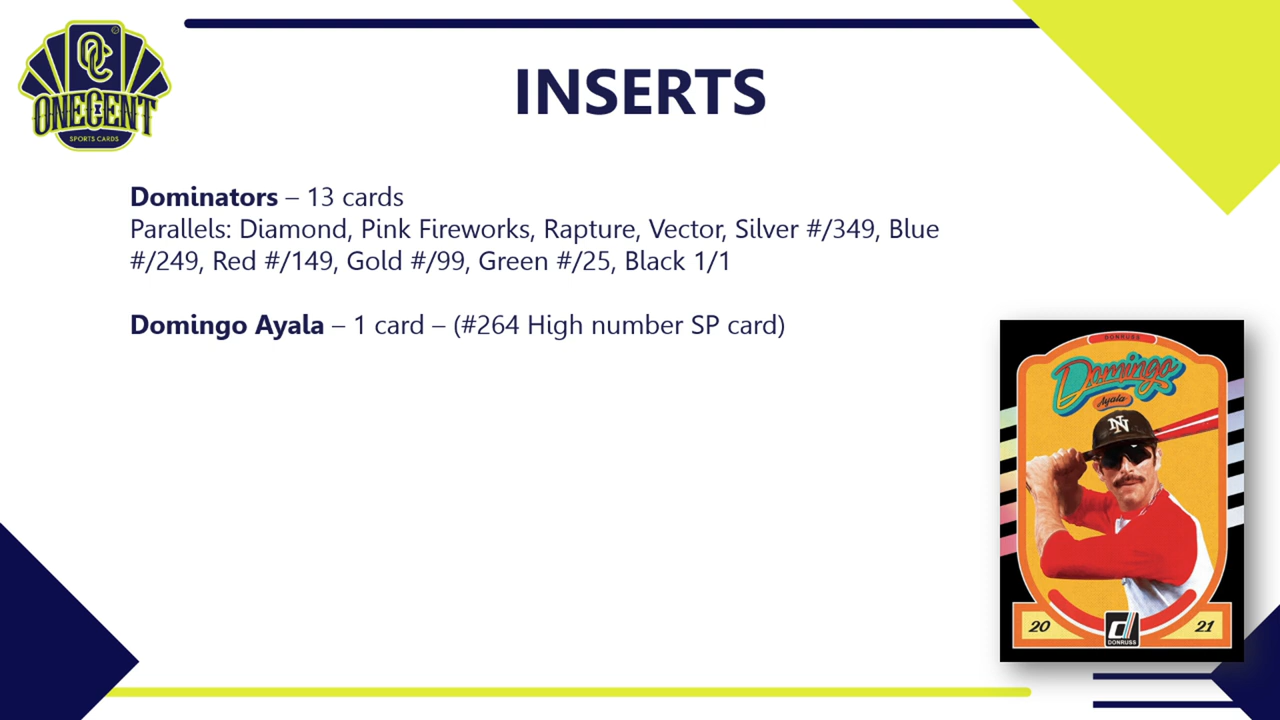 OC
ONECENT
SPORTS CARDS
INSERTS
Dominators – 13 cards
Parallels: Diamond, Pink Fireworks, Rapture, Vector, Silver #/349, Blue
#/249, Red #/149, Gold #/99, Green #/25, Black 1/1
Domingo Ayala – 1 card – (#264 High number SP card)
DONRUSS
Domingo
Ayala
20
21
DONRUSS